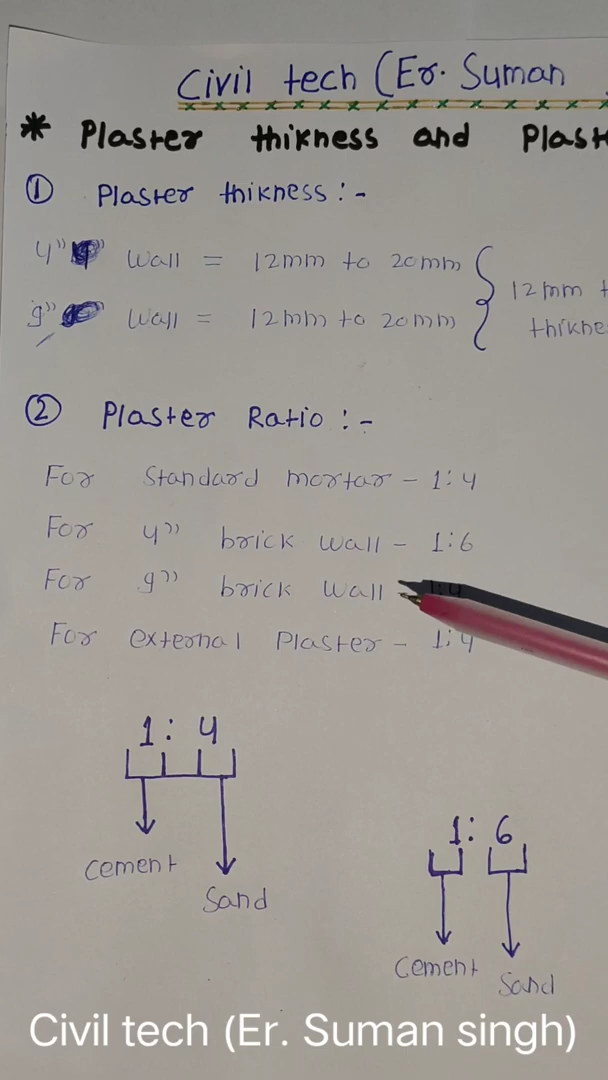 Civil tech (Er. Suman
* Plaster thikness and Plast
① Plaster thikness :-
4" Wall = 12mm to 20mm
9" Wall = 12mm to 20mm
12mm t
thikne
② Plaster Ratio :-
For Standard mortar - 1:4
For 4" brick wall - 1:6
For 9" brick wall - 1:4
For external Plaster - 1:4
1: 4
Cement
Sand
1: 6
Cement
Sand
Civil tech (Er. Suman singh)